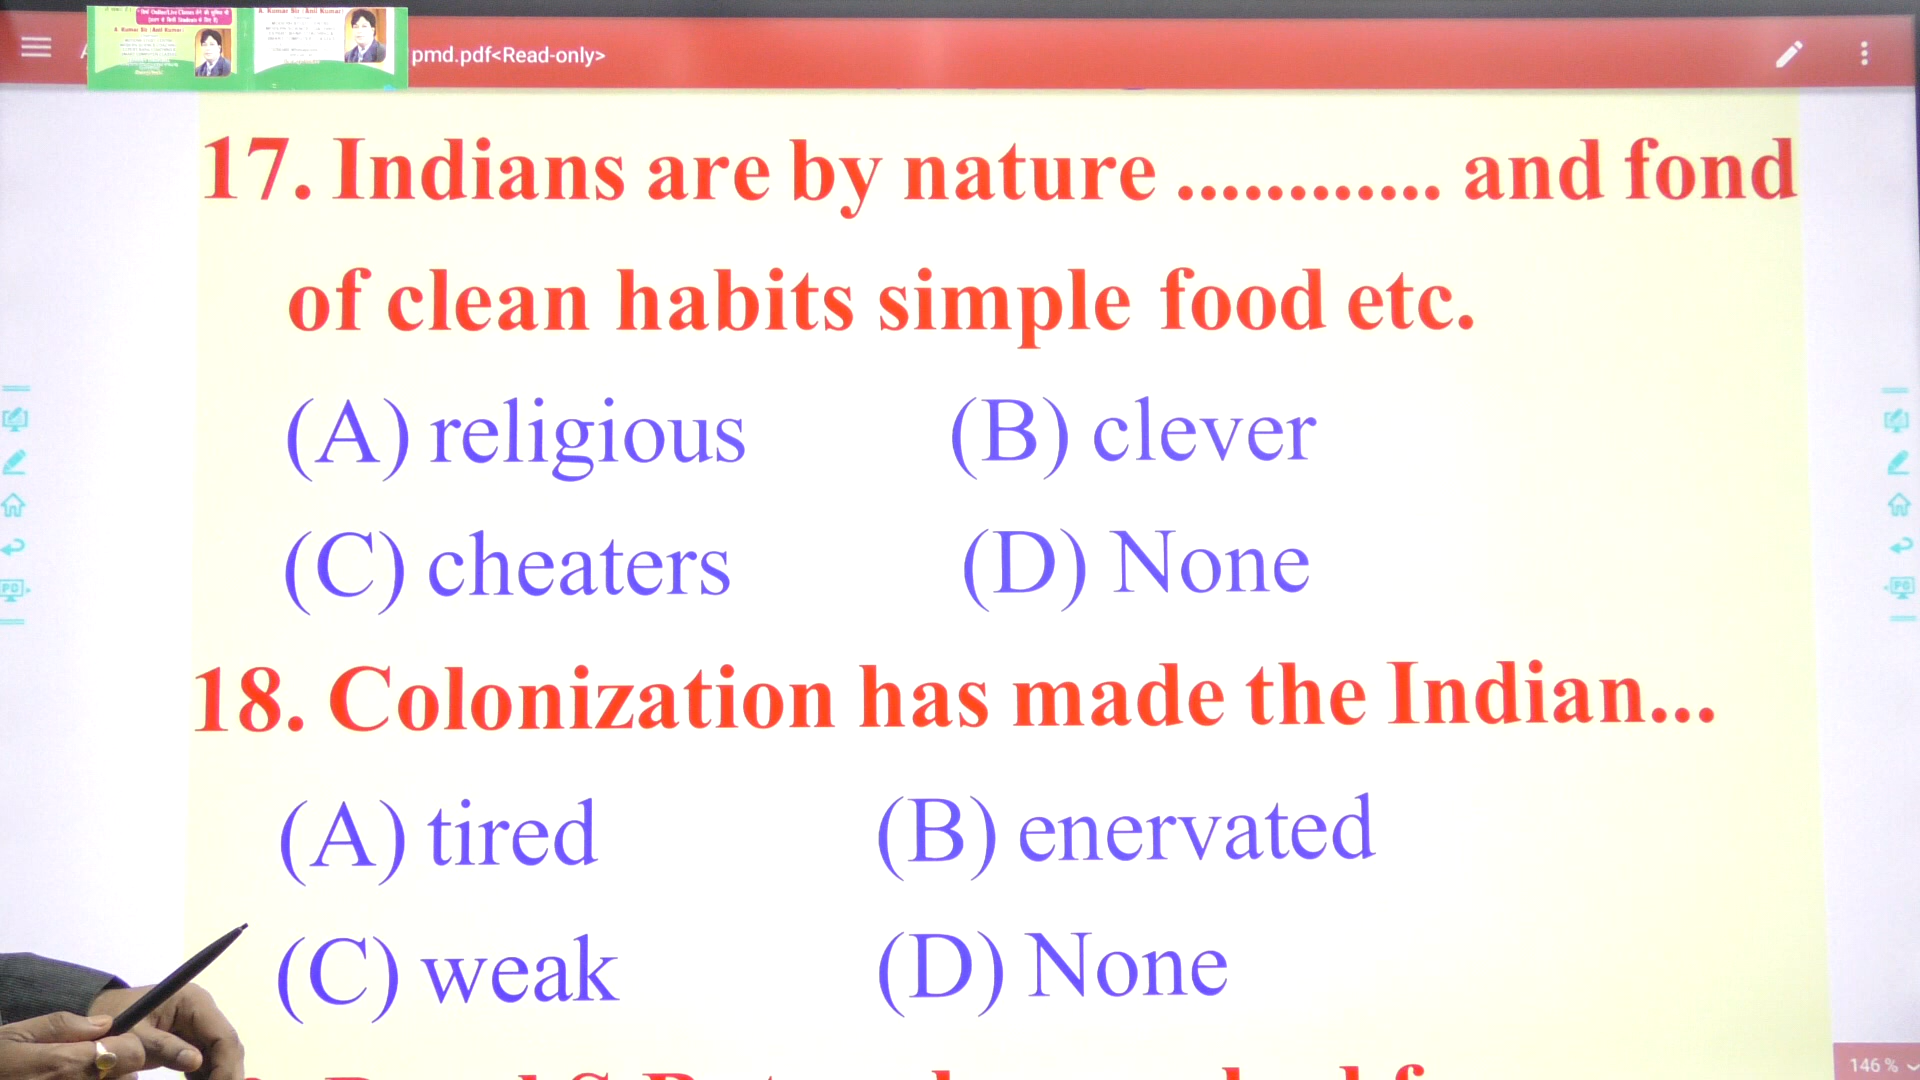 pmd.pdf<Read-only>
17. Indians are by nature ............ and fond
of clean habits simple food etc.
(A) religious (B) clever
(C) cheaters (D) None
18. Colonization has made the Indian...
(A) tired (B) enervated
(C) weak (D) None
146 %